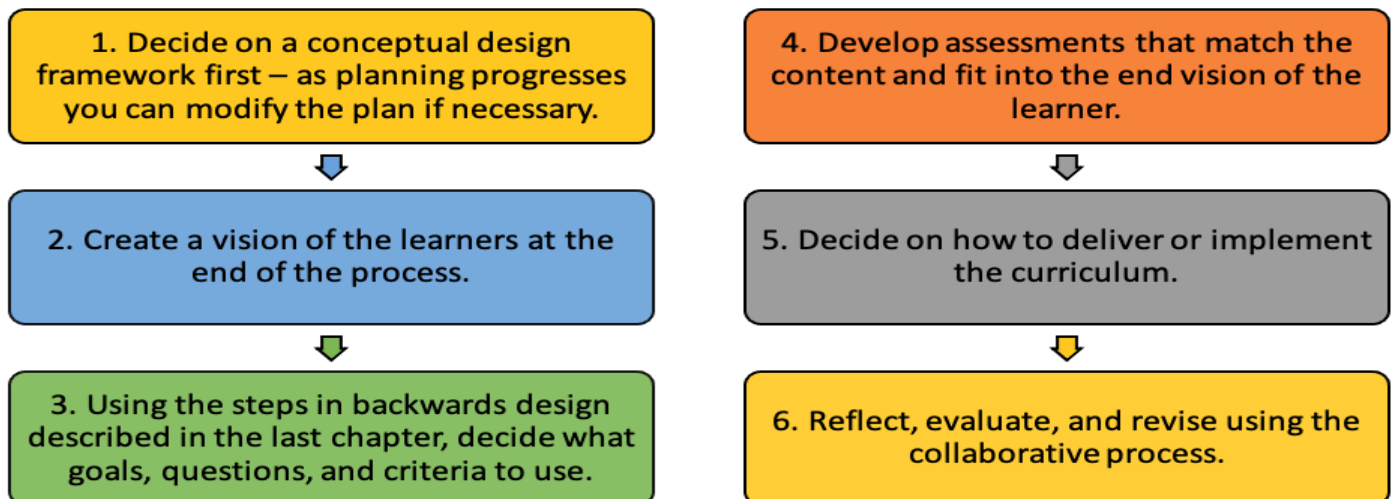 1. Decide on a conceptual design
framework first – as planning progresses
you can modify the plan if necessary.
2. Create a vision of the learners at the
end of the process.
3. Using the steps in backwards design
described in the last chapter, decide what
goals, questions, and criteria to use.
4. Develop assessments that match the
content and fit into the end vision of the
learner.
5. Decide on how to deliver or implement
the curriculum.
6. Reflect, evaluate, and revise using the
collaborative process.